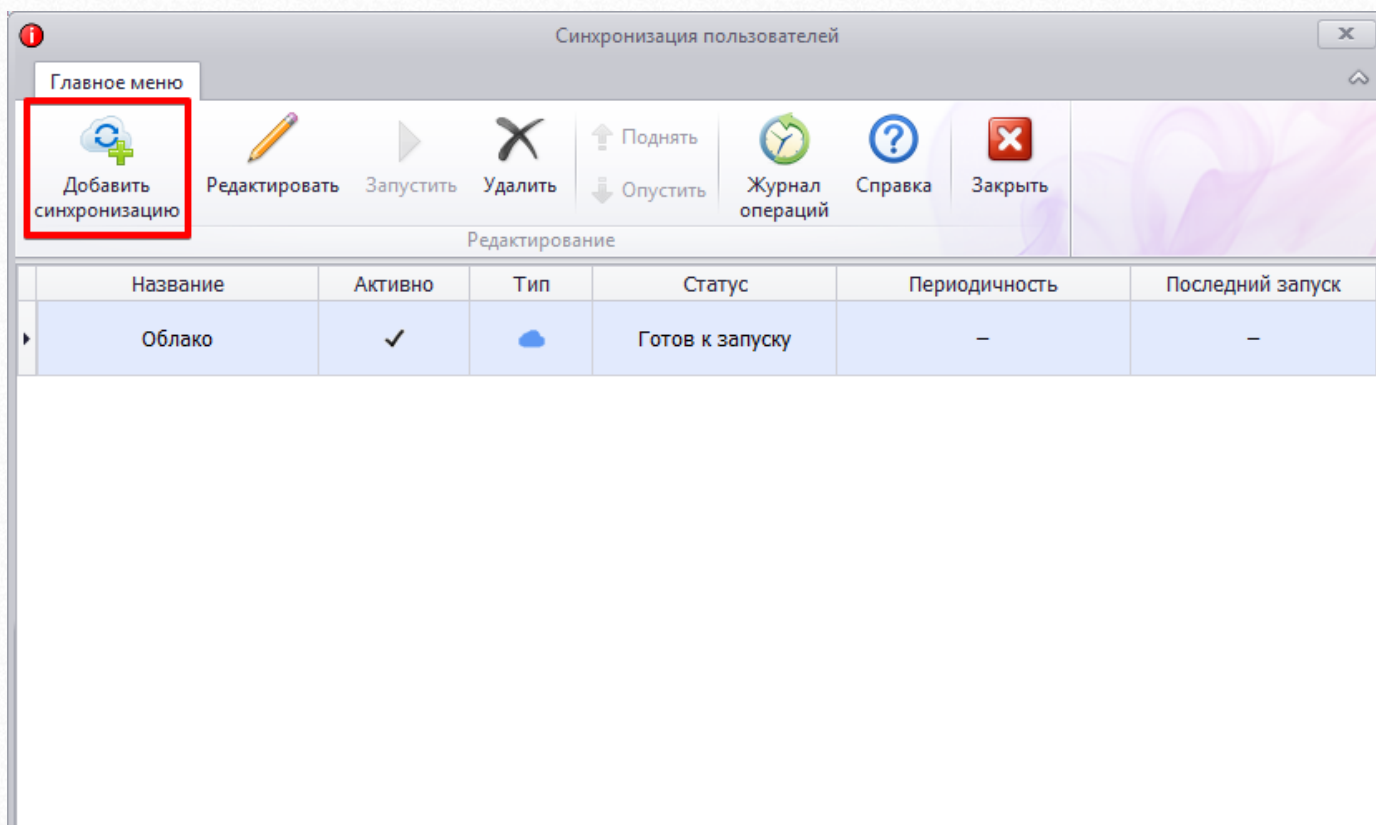 Синхронизация пользователей
Главное меню
Добавить синхронизацию
Редактировать
Запустить
Удалить
Поднять
Опустить
Журнал операций
Справка
Закрыть
Редактирование
Название Активно Тип Статус Периодичность Последний запуск
Облако Готов к запуску – –